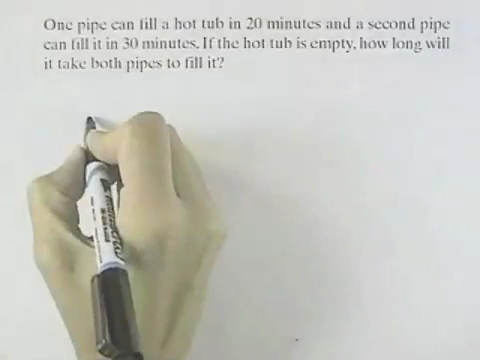 One pipe can fill a hot tub in 20 minutes and a second pipe
can fill it in 30 minutes. If the hot tub is empty, how long will
it take both pipes to fill it?